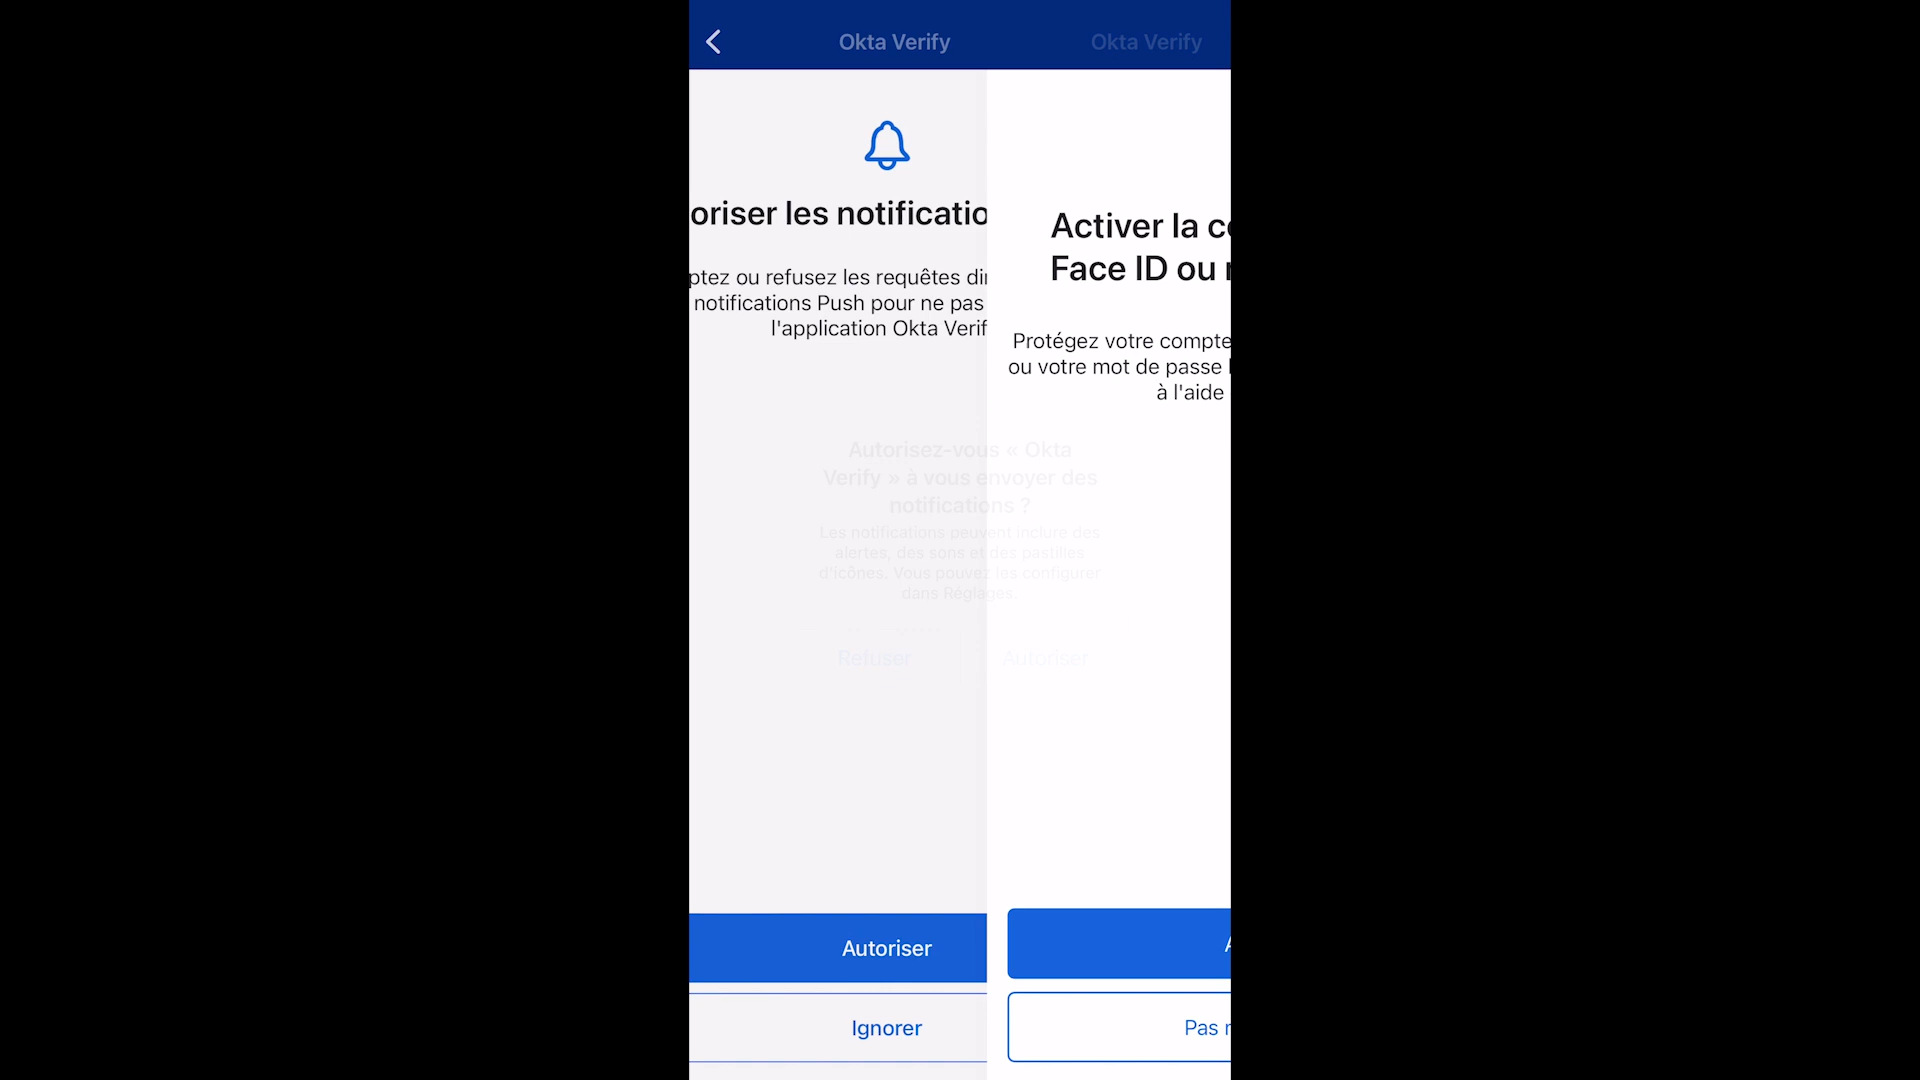 Okta Verify
Okta Verify
oriser les notificatio
ptez ou refusez les requêtes dir
notifications Push pour ne pas
l'application Okta Verif
Activer la co
Face ID ou
Protégez votre compte
ou votre mot de passe
à l'aide
Autorisez-vous « Okta
Verify » à vous envoyer des
notifications ?
Les notifications peuvent inclure des
alertes, des sons et des pastilles
d'icônes. Vous pouvez les configurer
dans Réglages
Refuser
Autoriser
Autoriser
Ignorer
A
Pas